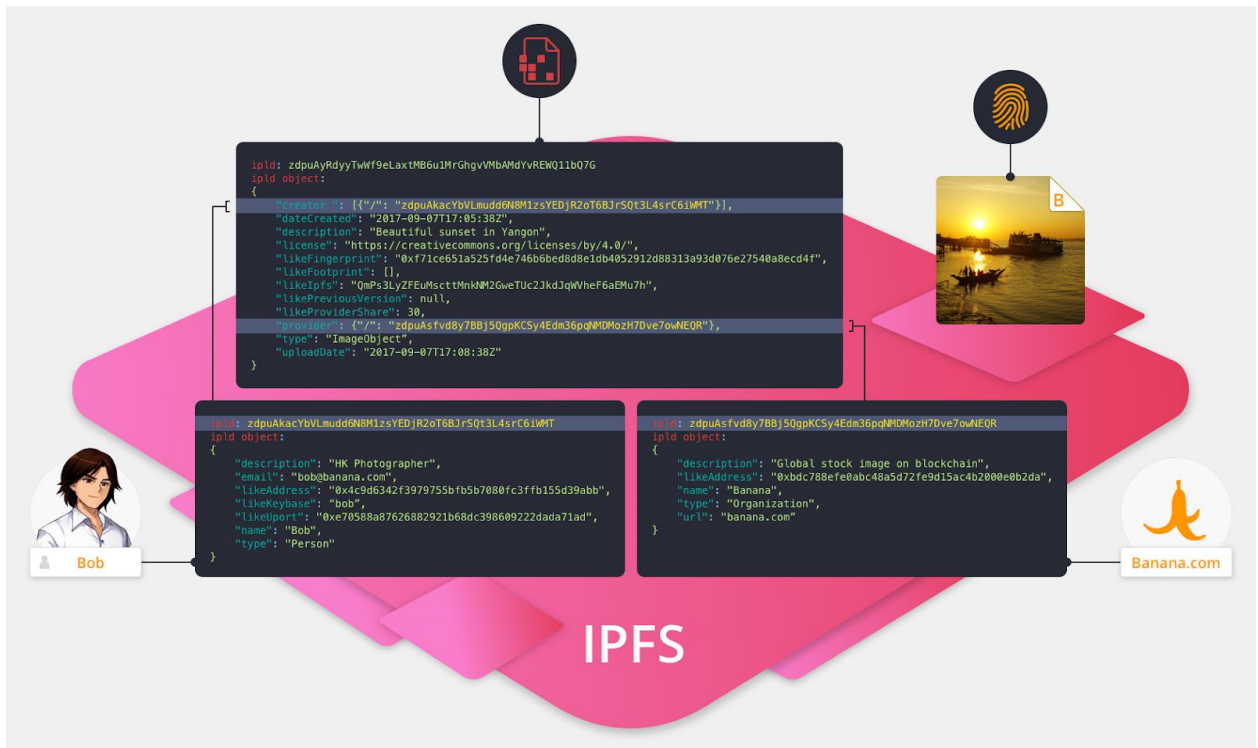 ipld: zdpuAyRdyyTwWf9eLaxtMB6u1MrGhgvVMbAMdYvREWQ11bQ7G
ipld object:
{
"creator ": [{"/": "zdpuAkacYbVLmudd6N8M1zsYEDjR2oT6BJrSQt3L4srC6iWMT"}],
"dateCreated": "2017-09-07T17:05:38Z",
"description": "Beautiful sunset in Yangon",
"license": "https://creativecommons.org/licenses/by/4.0/",
"likeFingerprint": "0xf71ce651a525fd4e746b6bed8d8e1db4052912d88313a93d076e27540a8ecd4f",
"likeFootprint": [],
"likeIpfs": "QmPs3LyZFEuMscttMnkNM2GweTUc2JkdJqWVheF6aEMu7h",
"likePreviousVersion": null,
"likeProviderShare": 30,
"provider": {"/": "zdpuAsfvd8y7BBj5QgpKCSy4Edm36pqNMDMozH7Dve7owNEQR"},
"type": "ImageObject",
"uploadDate": "2017-09-07T17:08:38Z"
}
B
ipld: zdpuAkacYbVLmudd6N8M1zsYEDjR2oT6BJrSQt3L4srC6iWMT
ipld object:
{
"description": "HK Photographer",
"email": "bob@banana.com",
"likeAddress": "0x4c9d6342f3979755bfb5b7080fc3ffb155d39abb",
"likeKeybase": "bob",
"likeUport": "0xe70588a87626882921b68dc398609222dada71ad",
"name": "Bob",
"type": "Person"
}
Bob
ipld: zdpuAsfvd8y7BBj5QgpKCSy4Edm36pqNMDMozH7Dve7owNEQR
ipld object:
{
"description": "Global stock image on blockchain",
"likeAddress": "0xbdc788efe0abc48a5d72fe9d15ac4b2000e0b2da",
"name": "Banana",
"type": "Organization",
"url": "banana.com"
}
Banana.com
IPFS